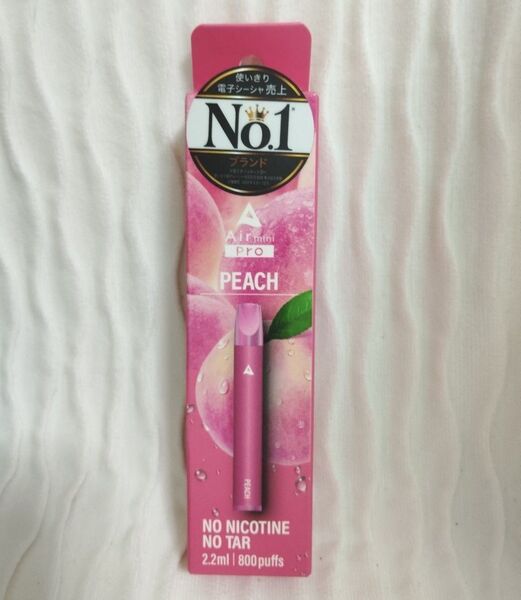 使いきり
電子シーシャ売上
No.1
ブランド
Air mini
Pro
PEACH
PEACH
NO NICOTINE
NO TAR
2.2ml | 800puffs